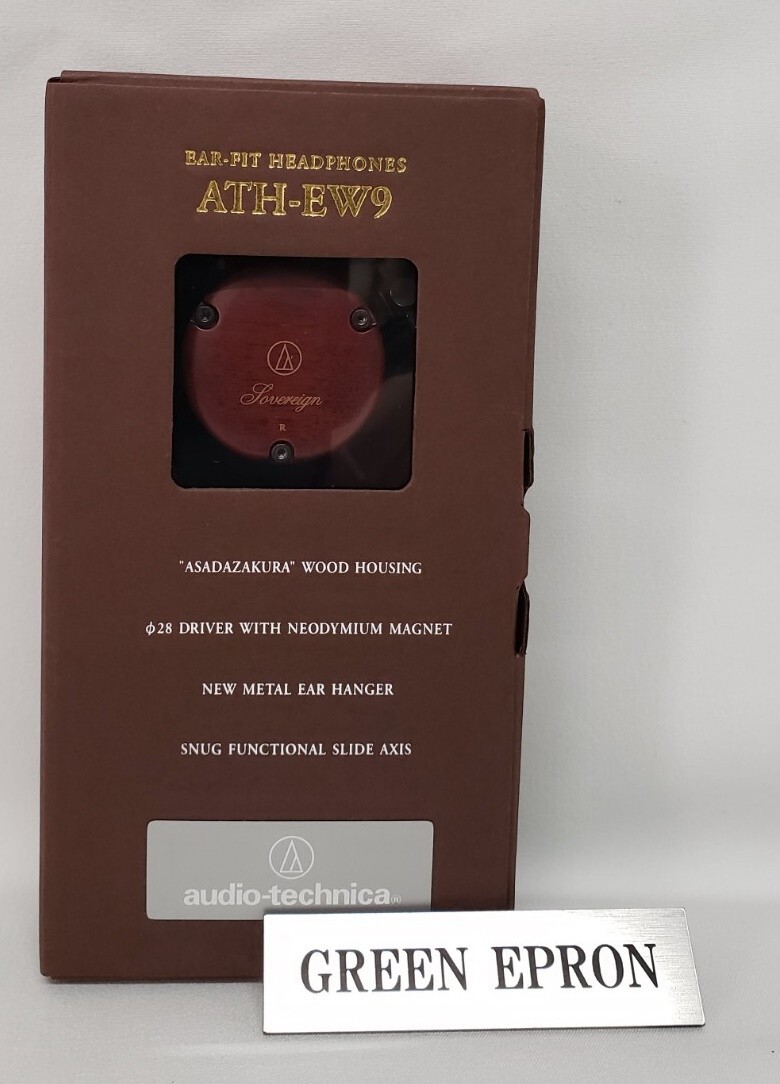 EAR-FIT HEADPHONES
ATH-EW9
Sovereign
R
"ASADAZAKURA" WOOD HOUSING
φ28 DRIVER WITH NEODYMIUM MAGNET
NEW METAL EAR HANGER
SNUG FUNCTIONAL SLIDE AXIS
audio-technica®
GREEN EPRON